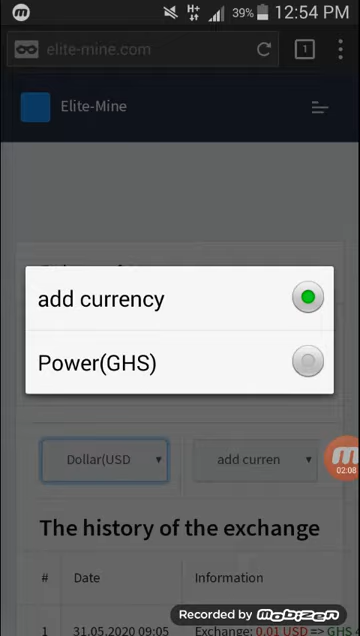 39% 12:54 PM
elite-mine.com
1
Elite-Mine
add currency
Power(GHS)
Dollar(USD
add curren
02:08
The history of the exchange
# Date Information
1 31.05.2020 09:05 Exchange: 0.01 USD => GHS
Recorded by mobizen